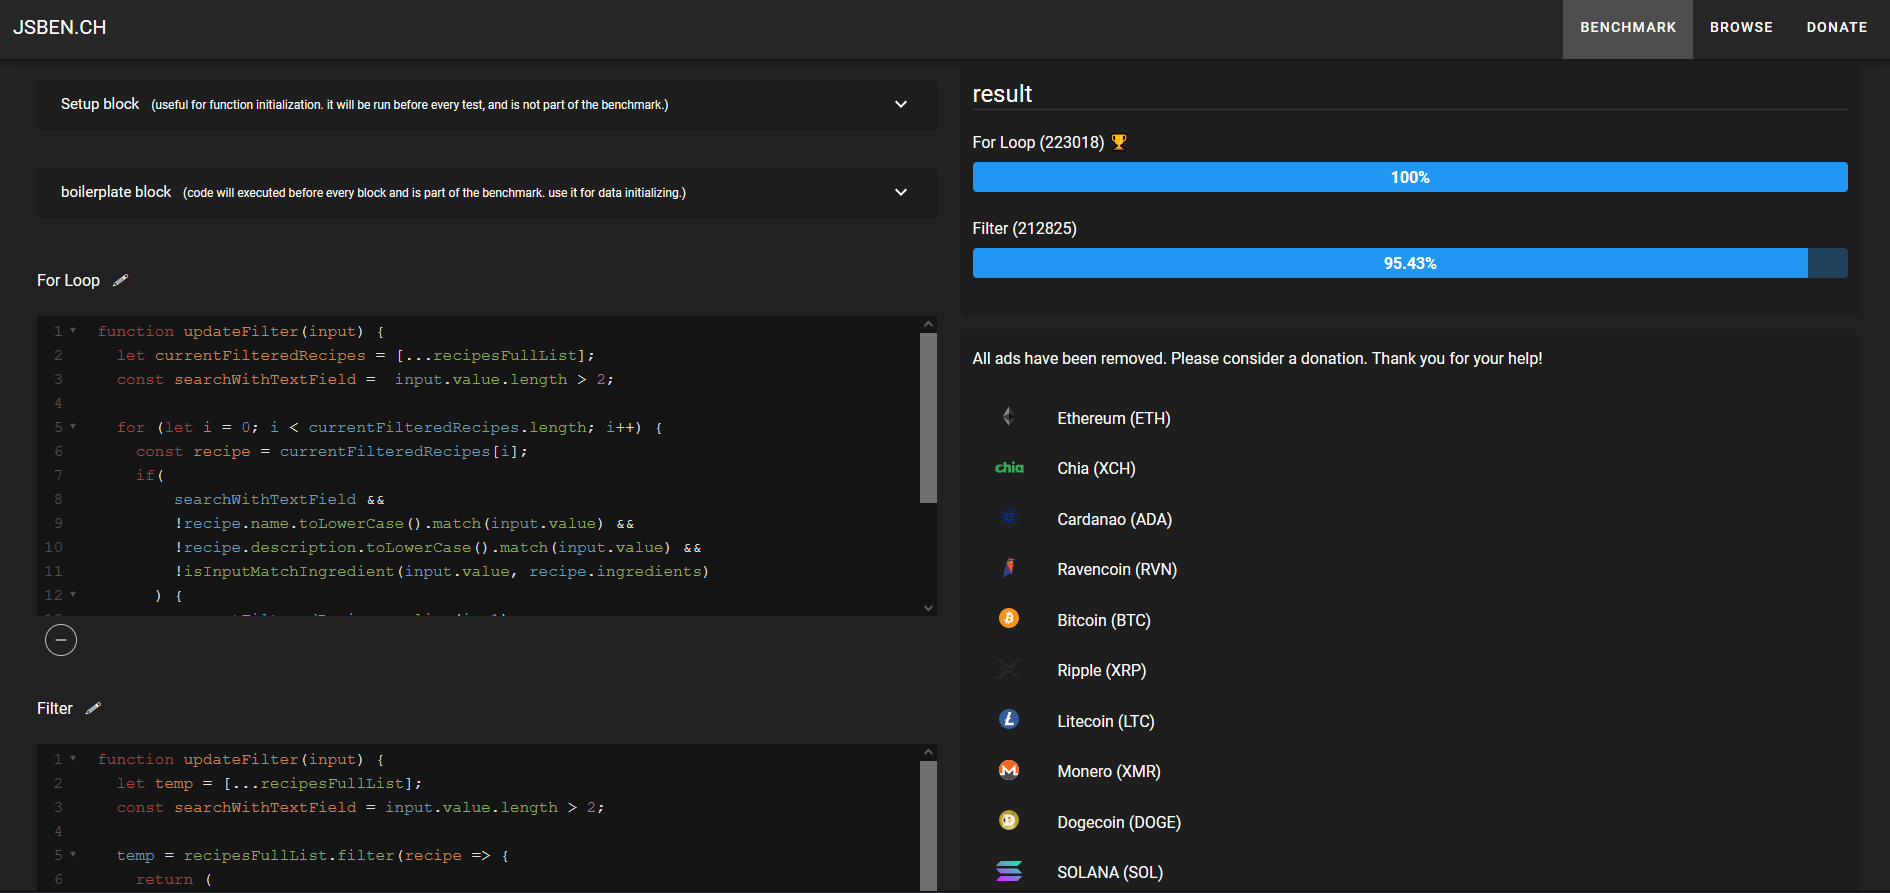 JSBEN.CH
BENCHMARK BROWSE DONATE
Setup block (useful for function initialization. it will be run before every test, and is not part of the benchmark.)
boilerplate block (code will executed before every block and is part of the benchmark. use it for data initializing.)
For Loop
1 function updateFilter(input) {
2 let currentFilteredRecipes = [...recipesFullList];
3 const searchWithTextField =  input.value.length > 2;
4
5 for (let i = 0; i < currentFilteredRecipes.length; i++) {
6 const recipe = currentFilteredRecipes[i];
7 if(
8 searchWithTextField &&
9 !recipe.name.toLowerCase().match(input.value) &&
10 !recipe.description.toLowerCase().match(input.value) &&
11 !isInputMatchIngredient(input.value, recipe.ingredients)
12 ) {
Filter
1 function updateFilter(input) {
2 let temp = [...recipesFullList];
3 const searchWithTextField = input.value.length > 2;
4
5 temp = recipesFullList.filter(recipe => {
6 return (
result
For Loop (223018)
100%
Filter (212825)
95.43%
All ads have been removed. Please consider a donation. Thank you for your help!
Ethereum (ETH)
chia Chia (XCH)
Cardanao (ADA)
Ravencoin (RVN)
Bitcoin (BTC)
Ripple (XRP)
Litecoin (LTC)
Monero (XMR)
Dogecoin (DOGE)
SOLANA (SOL)